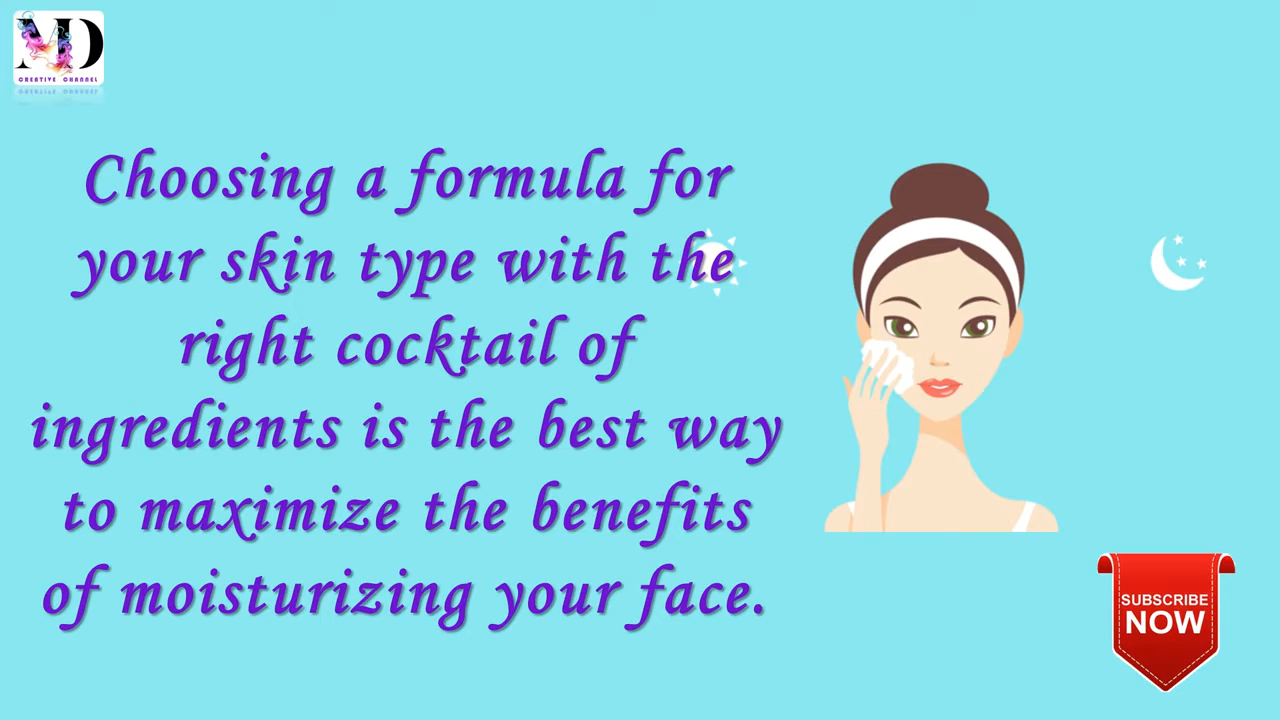 MD
CREATIVE CHANNEL
Choosing a formula for
your skin type with the
right cocktail of
ingredients is the best way
to maximize the benefits
of moisturizing your face.
SUBSCRIBE
NOW